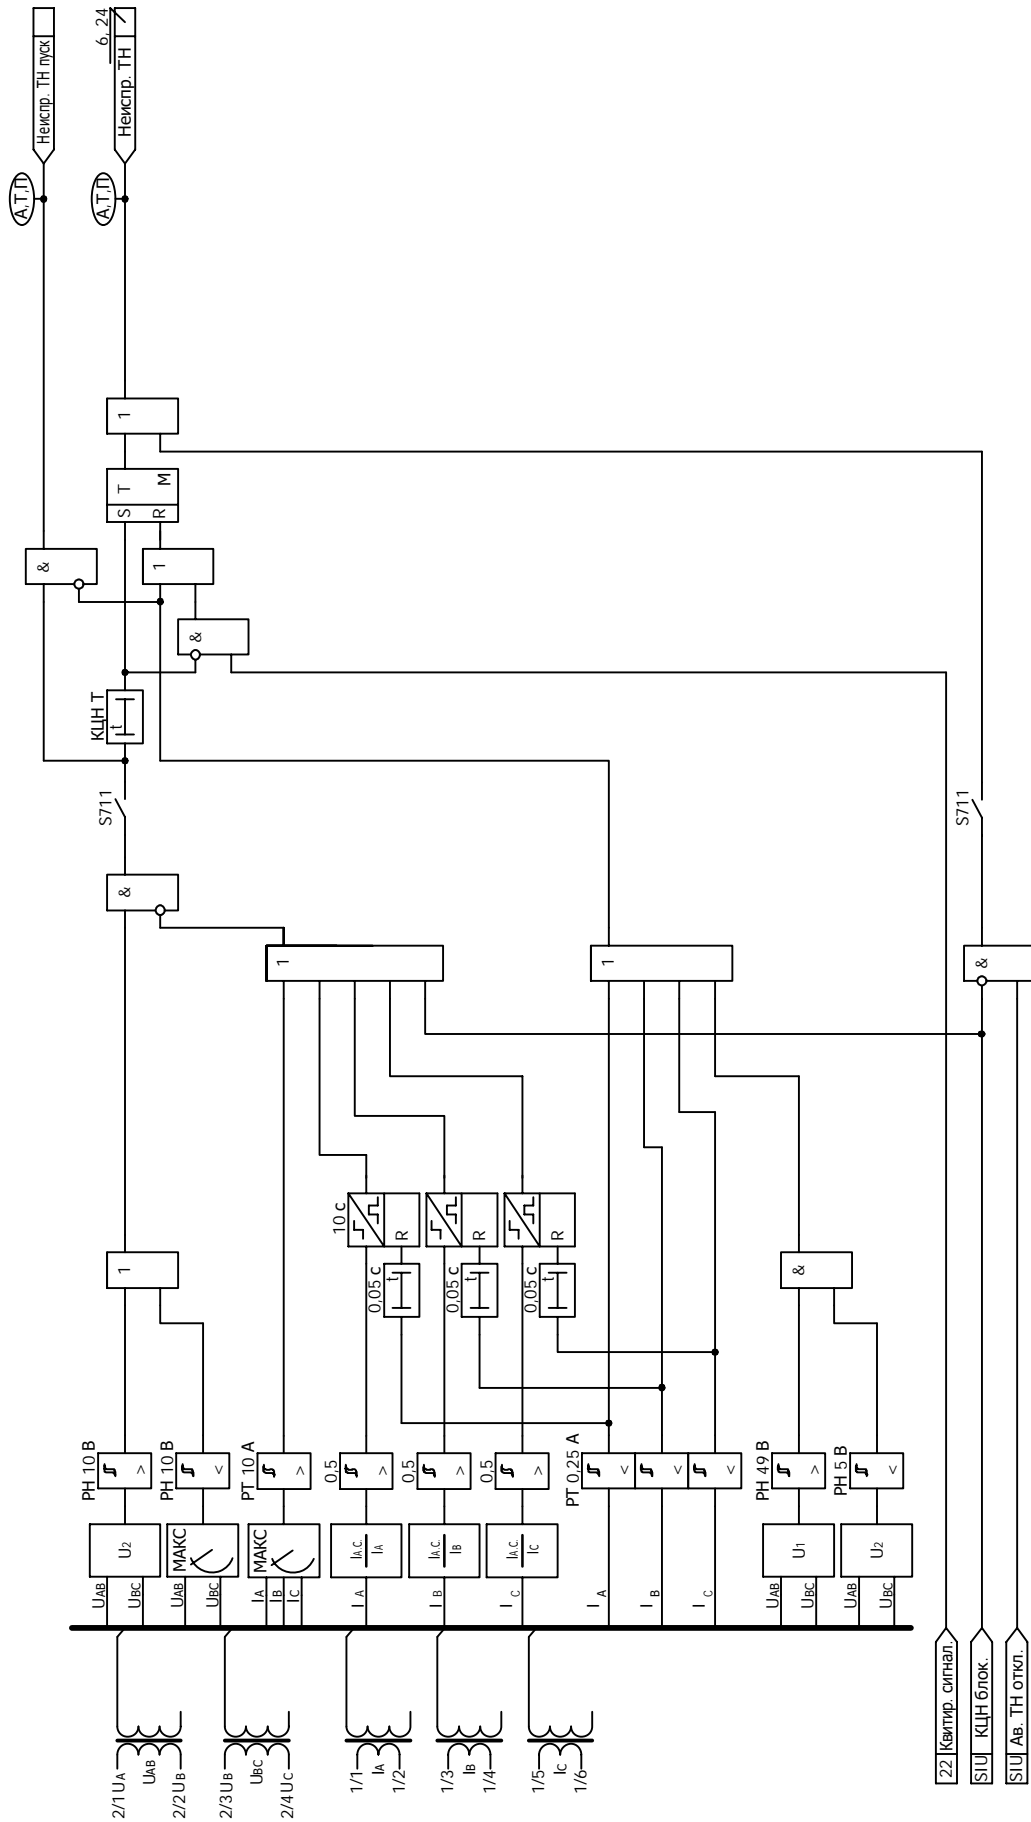 Неиспр. ТН пуск
6, 24
Неиспр. ТН
А,Т,П
А,Т,П
1
S
T
R
M
&
1
&
КЦН Т
t
S711
S711
&
1
1
&
10 с
R
R
R
0,05 с
t
0,05 с
t
0,05 с
t
1
&
РН 10 В
>
РН 10 В
<
РТ 10 А
>
0,5
>
0,5
>
0,5
>
РТ 0,25 А
<
<
<
РН 49 В
>
РН 5 В
<
U2
МАКС
МАКС
IА.С.
IА
IА.С.
IВ
IА.С.
IС
U1
U2
UАВ
UВС
UАВ
UВС
IА
IВ
IС
I А
I В
I С
I А
I В
I С
UАВ
UВС
UАВ
UВС
2/1 UА
UАВ
2/2 UВ
2/3 UВ
UВС
2/4 UС
1/1
IА
1/2
1/3
IВ
1/4
1/5
IС
1/6
22 Квитир. сигнал.
SIU КЦН блок.
SIU Ав. ТН откл.